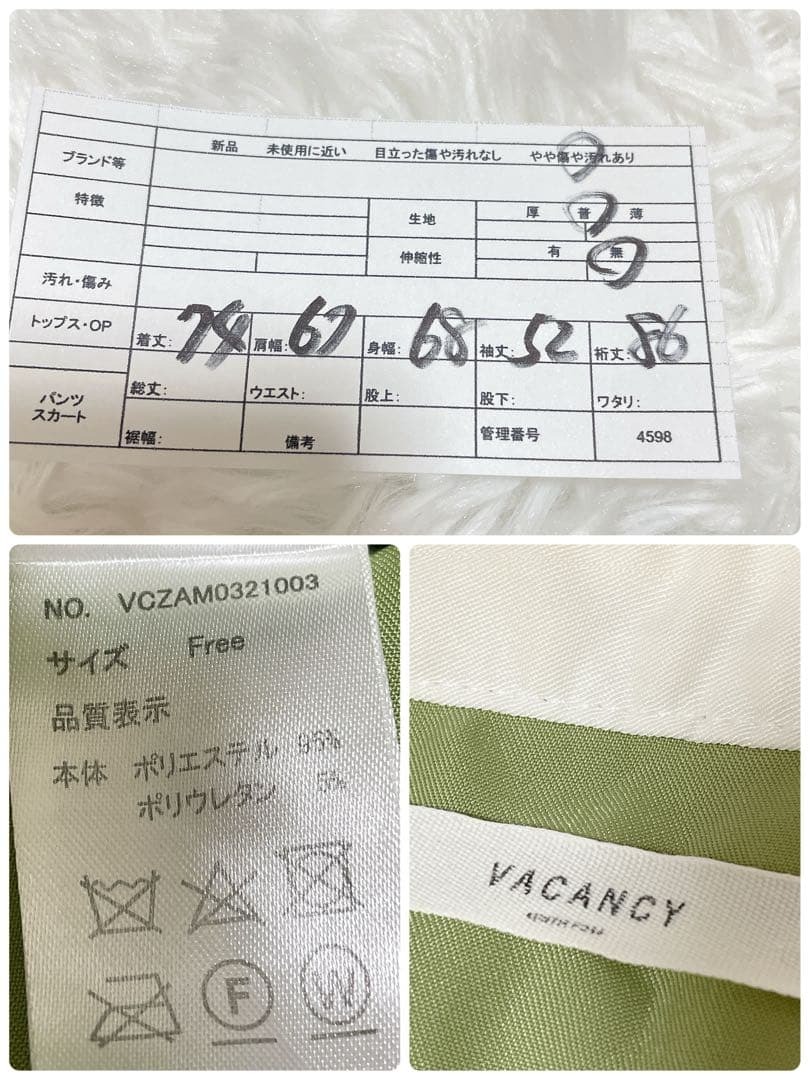 新品 未使用に近い 目立った傷や汚れなし やや傷や汚れあり
ブランド等
特徴
生地 厚 普 薄
伸縮性 有 無
汚れ・傷み
トップス・OP 着丈: 74 肩幅: 67 身幅: 68 袖丈: 52 裄丈: 86
パンツ
スカート
総丈: ウエスト: 股上: 股下: ワタリ:
裾幅: 備考 管理番号 4598
NO. VCZAM0321003
サイズ Free
品質表示
本体 ポリエステル 95%
ポリウレタン 5%
F W
VACANCY